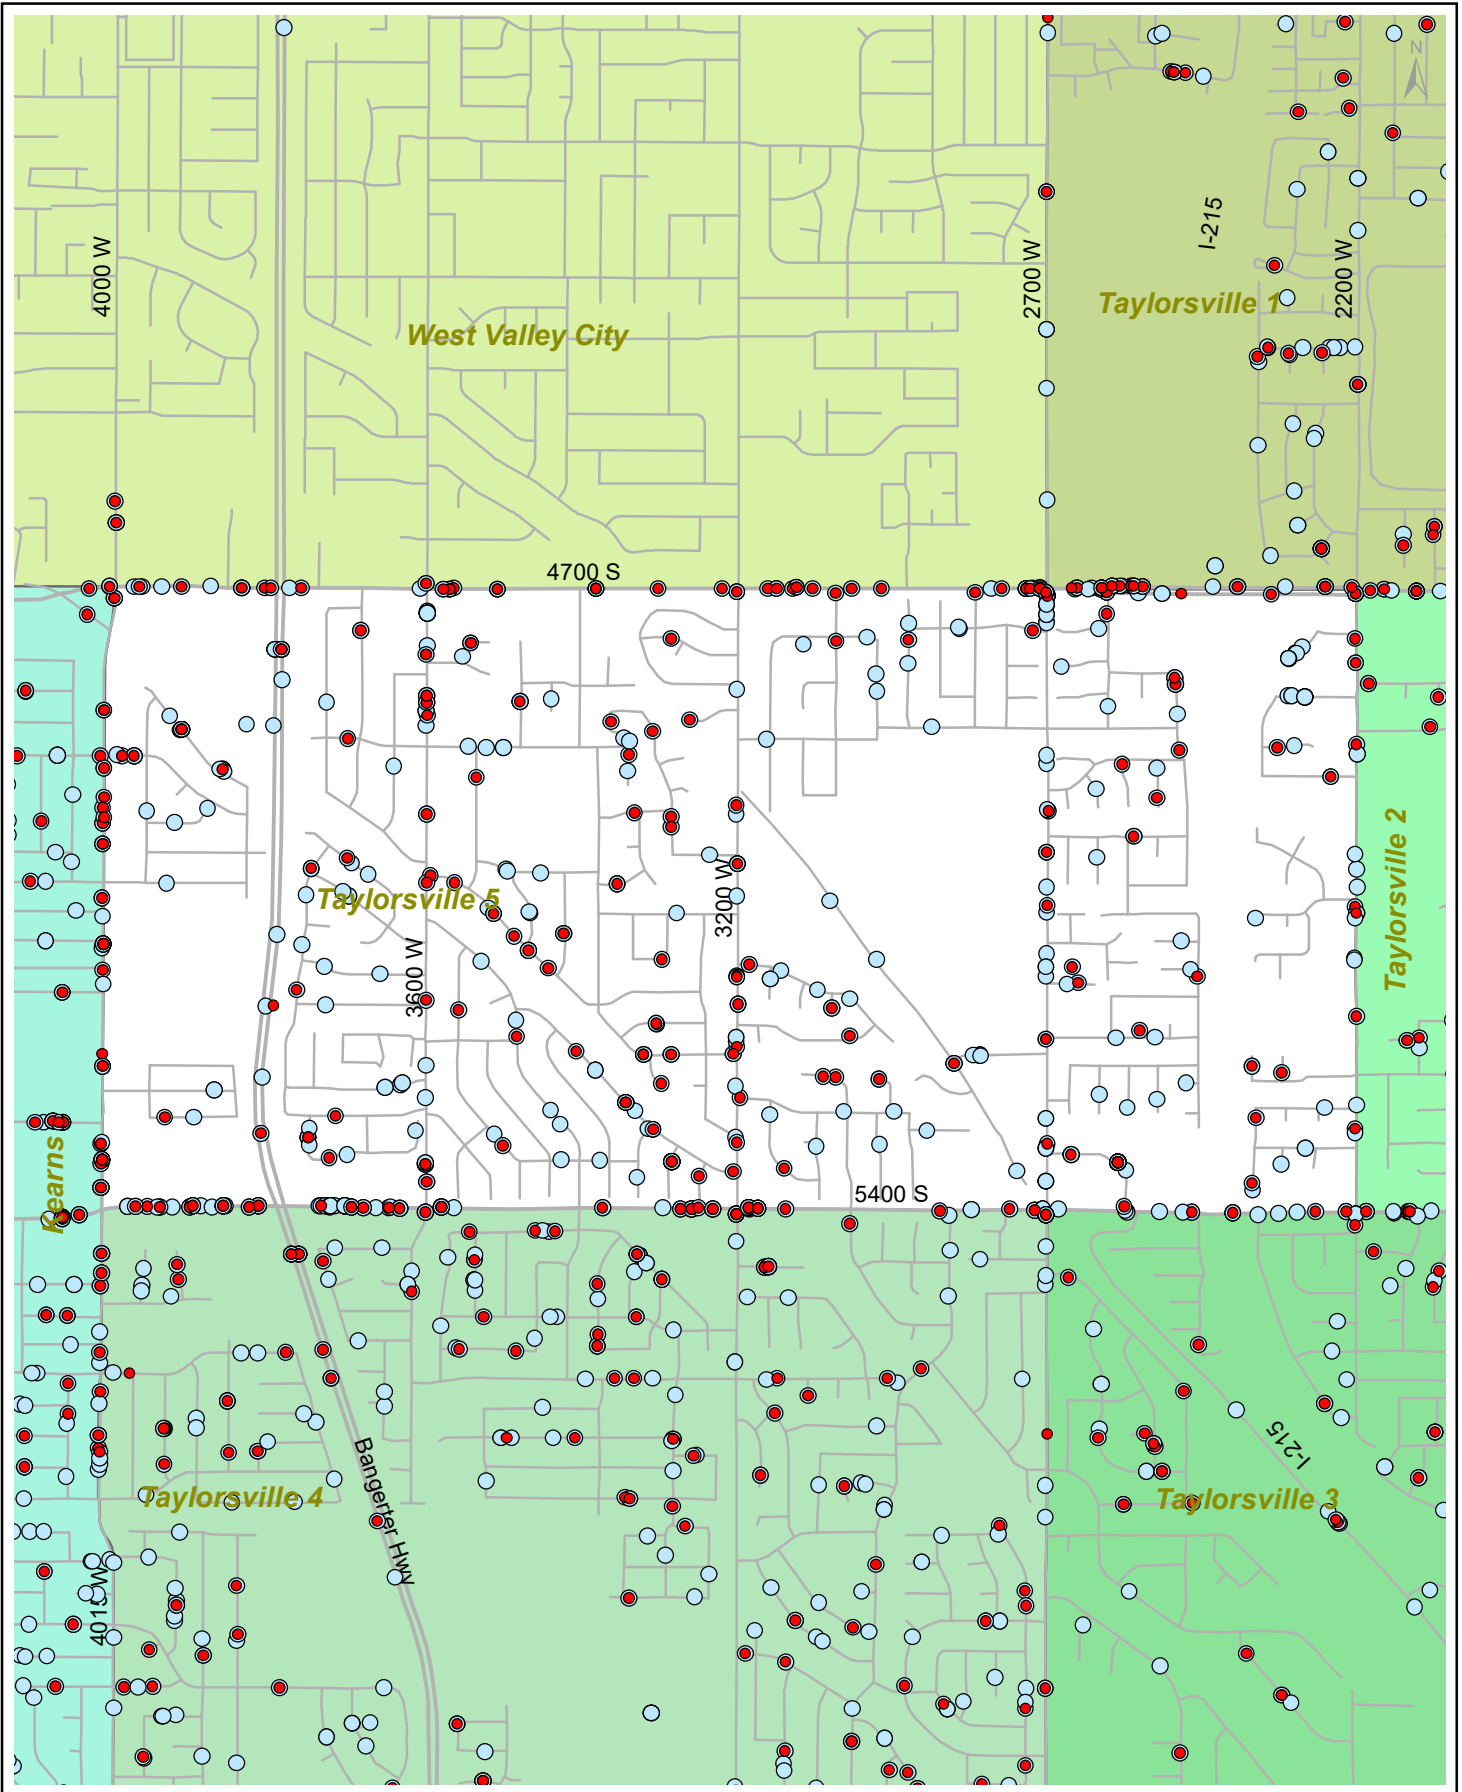 N
I-215
4000 W
2700 W
2200 W
Taylorsville 1
West Valley City
4700 S
Taylorsville 2
Taylorsville 5
3200 W
3600 W
Kearns
5400 S
I-215
Bangerter Hwy
Taylorsville 4
Taylorsville 3
4015 W